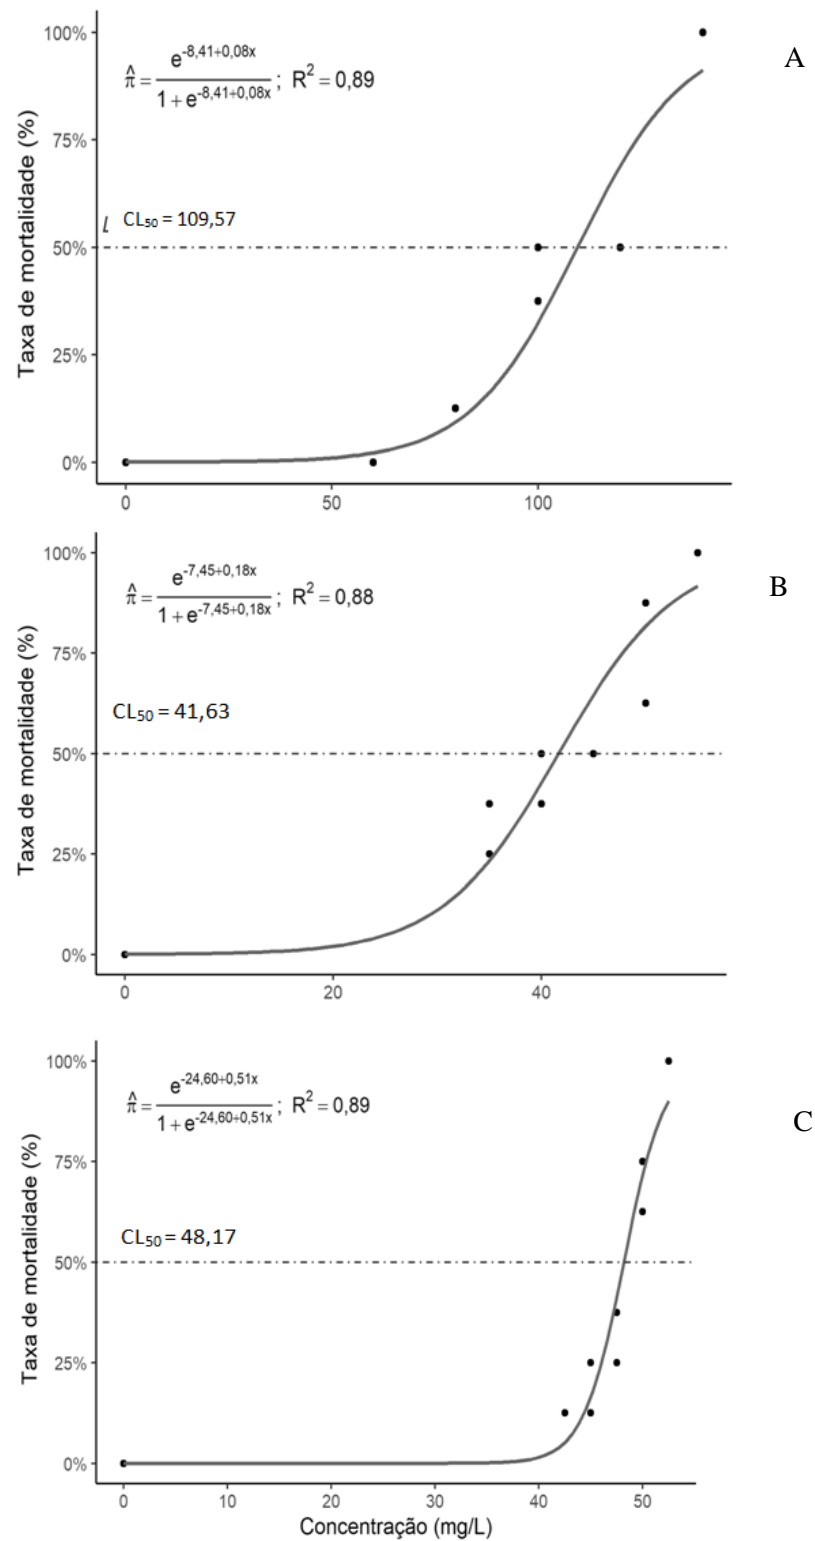 A
100%
π̂ = e^-8,41+0,08x / 1+e^-8,41+0,08x ; R² = 0,89
75%
L CL₅₀ = 109,57
50%
25%
0%
Taxa de mortalidade (%)
0 50 100
B
100%
π̂ = e^-7,45+0,18x / 1+e^-7,45+0,18x ; R² = 0,88
75%
CL₅₀ = 41,63
50%
25%
0%
Taxa de mortalidade (%)
0 20 40
C
100%
π̂ = e^-24,60+0,51x / 1+e^-24,60+0,51x ; R² = 0,89
75%
CL₅₀ = 48,17
50%
25%
0%
Taxa de mortalidade (%)
0 10 20 30 40 50
Concentração (mg/L)